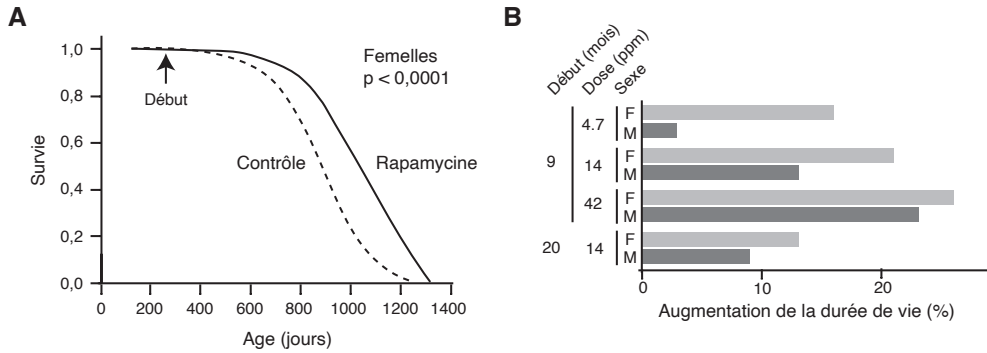 A
Survie
1,0
0,8
0,6
0,4
0,2
0,0
Début
Femelles
p < 0,0001
Contrôle
Rapamycine
0 200 400 600 800 1000 1200 1400
Age (jours)
B
Début (mois)
Dose (ppm)
Sexe
9
4.7
F
M
14
F
M
42
F
M
20
14
F
M
0 10 20
Augmentation de la durée de vie (%)